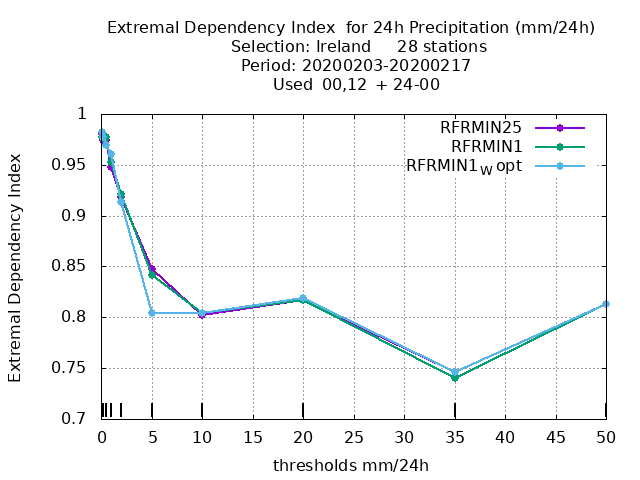 Extremal Dependency Index  for 24h Precipitation (mm/24h)
Selection: Ireland     28 stations
Period: 20200203-20200217
Used  00,12  + 24-00
Extremal Dependency Index
1
0.95
0.9
0.85
0.8
0.75
0.7
RFRMIN25
RFRMIN1
RFRMIN1w opt
0 5 10 15 20 25 30 35 40 45 50
thresholds mm/24h